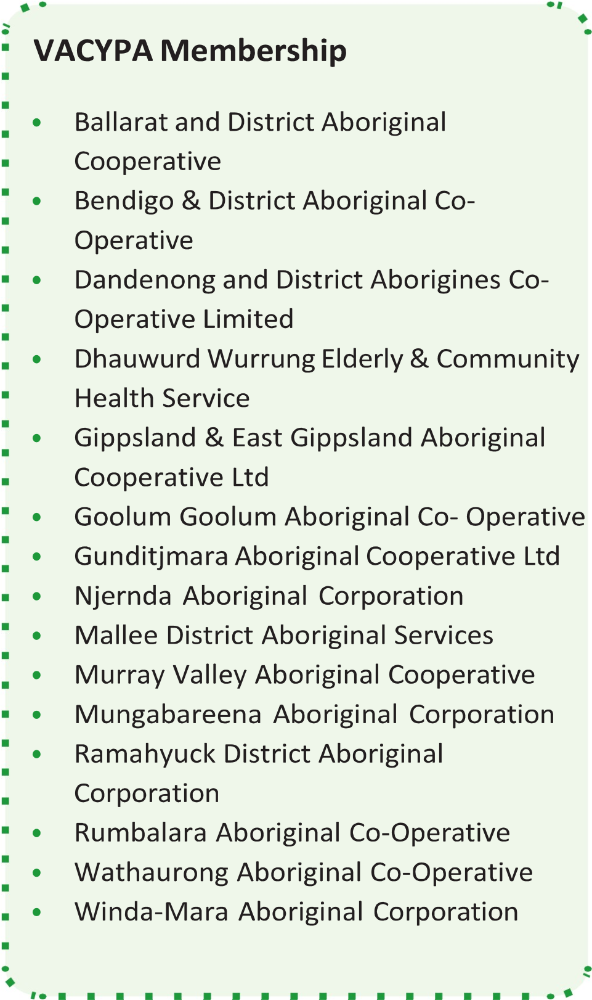 VACYPA Membership
• Ballarat and District Aboriginal
Cooperative
• Bendigo & District Aboriginal Co-
Operative
• Dandenong and District Aborigines Co-
Operative Limited
• Dhauwurd Wurrung Elderly & Community
Health Service
• Gippsland & East Gippsland Aboriginal
Cooperative Ltd
• Goolum Goolum Aboriginal Co- Operative
• Gunditjmara Aboriginal Cooperative Ltd
• Njernda Aboriginal Corporation
• Mallee District Aboriginal Services
• Murray Valley Aboriginal Cooperative
• Mungabareena Aboriginal Corporation
• Ramahyuck District Aboriginal
Corporation
• Rumbalara Aboriginal Co-Operative
• Wathaurong Aboriginal Co-Operative
• Winda-Mara Aboriginal Corporation